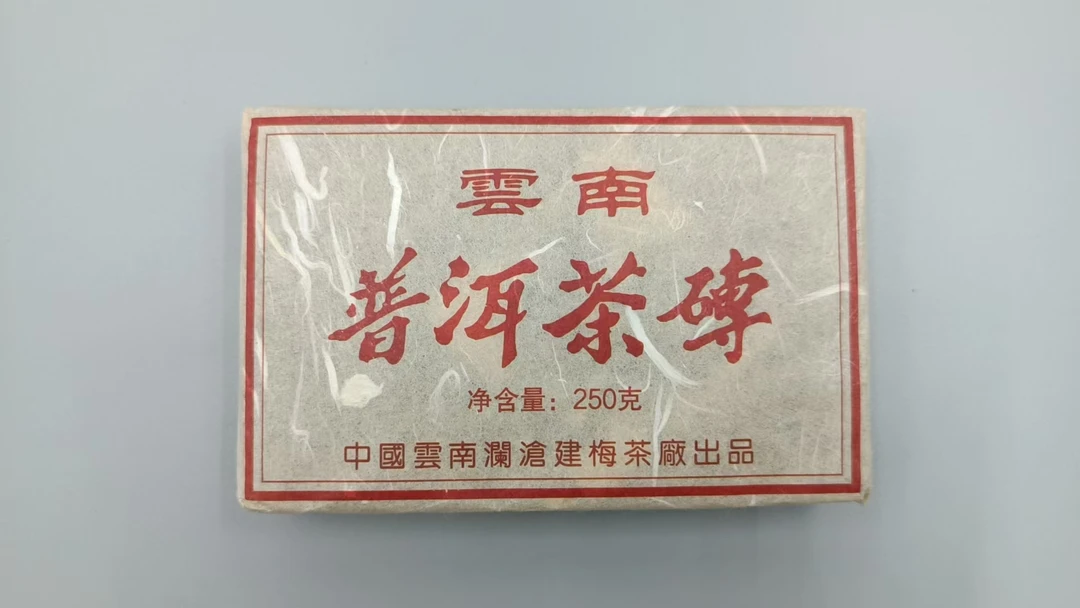 雲南
普洱茶磚
净含量：250克
中國雲南瀾滄建梅茶廠出品